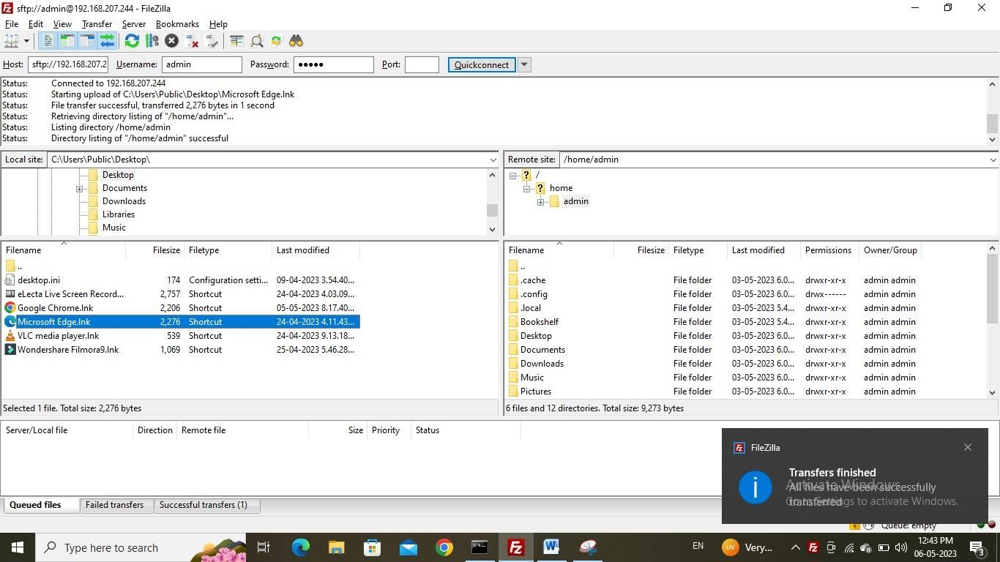 sftp://admin@192.168.207.244 - FileZilla
File Edit View Transfer Server Bookmarks Help
Host: sftp://192.168.207.2 Username: admin Password: ●●●●● Port: Quickconnect
Status: Connected to 192.168.207.244
Status: Starting upload of C:\Users\Public\Desktop\Microsoft Edge.lnk
Status: File transfer successful, transferred 2,276 bytes in 1 second
Status: Retrieving directory listing of "/home/admin"...
Status: Listing directory /home/admin
Status: Directory listing of "/home/admin" successful
Local site: C:\Users\Public\Desktop\
Desktop
Documents
Downloads
Libraries
Music
Filename Filesize Filetype Last modified
..
desktop.ini 174 Configuration setti... 09-04-2023 3.54.40...
eLecta Live Screen Record... 2,757 Shortcut 24-04-2023 4.03.09...
Google Chrome.lnk 2,206 Shortcut 05-05-2023 8.17.40...
Microsoft Edge.lnk 2,276 Shortcut 24-04-2023 4.11.43...
VLC media player.lnk 539 Shortcut 24-04-2023 9.13.18...
Wondershare Filmora9.lnk 1,069 Shortcut 25-04-2023 5.46.28...
Selected 1 file. Total size: 2,276 bytes
Remote site: /home/admin
? /
? home
admin
Filename Filesize Filetype Last modified Permissions Owner/Group
..
.cache File folder 03-05-2023 6.0... drwxr-xr-x admin admin
.config File folder 03-05-2023 6.0... drwx------ admin admin
.local File folder 03-05-2023 5.4... drwxr-xr-x admin admin
Bookshelf File folder 03-05-2023 5.4... drwxr-xr-x admin admin
Desktop File folder 03-05-2023 6.0... drwxr-xr-x admin admin
Documents File folder 03-05-2023 6.0... drwxr-xr-x admin admin
Downloads File folder 03-05-2023 6.0... drwxr-xr-x admin admin
Music File folder 03-05-2023 6.0... drwxr-xr-x admin admin
Pictures File folder 03-05-2023 6.0... drwxr-xr-x admin admin
6 files and 12 directories. Total size: 9,273 bytes
Server/Local file Direction Remote file Size Priority Status
FileZilla
Transfers finished
All files have been successfully
transferred
Activate Windows
Go to Settings to activate Windows.
Queued files Failed transfers Successful transfers (1)
Queue: empty
Type here to search
EN Very... 12:43 PM
06-05-2023
3